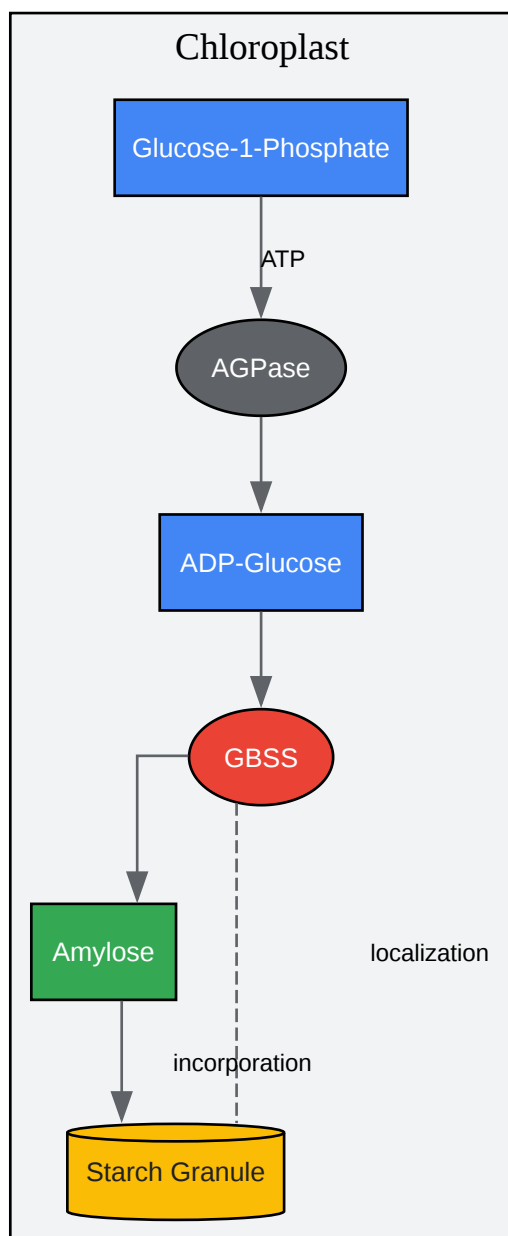 Chloroplast
Glucose-1-Phosphate
ATP
AGPase
ADP-Glucose
GBSS
Amylose
localization
incorporation
Starch Granule